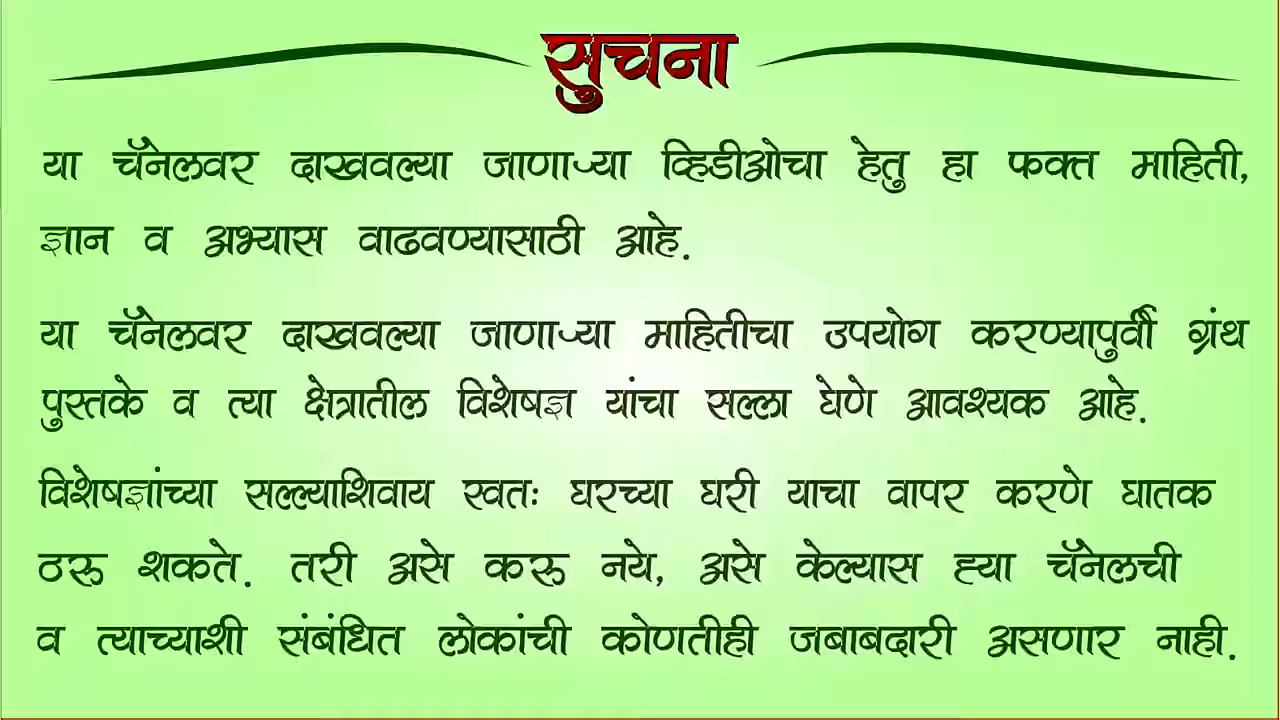 सुचना
या चॅनेलवर दाखवल्या जाणाऱ्या व्हिडीओचा हेतु हा फक्त माहिती,
ज्ञान व अभ्यास वाढवण्यासाठी आहे.
या चॅनेलवर दाखवल्या जाणाऱ्या माहितीचा उपयोग करण्यापुर्वी ग्रंथ
पुस्तके व त्या क्षेत्रातील विशेषज्ञ यांचा सल्ला घेणे आवश्यक आहे.
विशेषज्ञांच्या सल्ल्याशिवाय स्वतः घरच्या घरी याचा वापर करणे घातक
ठरू शकते. तरी असे करू नये, असे केल्यास ह्या चॅनेलची
व त्याच्याशी संबंधित लोकांची कोणतीही जबाबदारी असणार नाही.